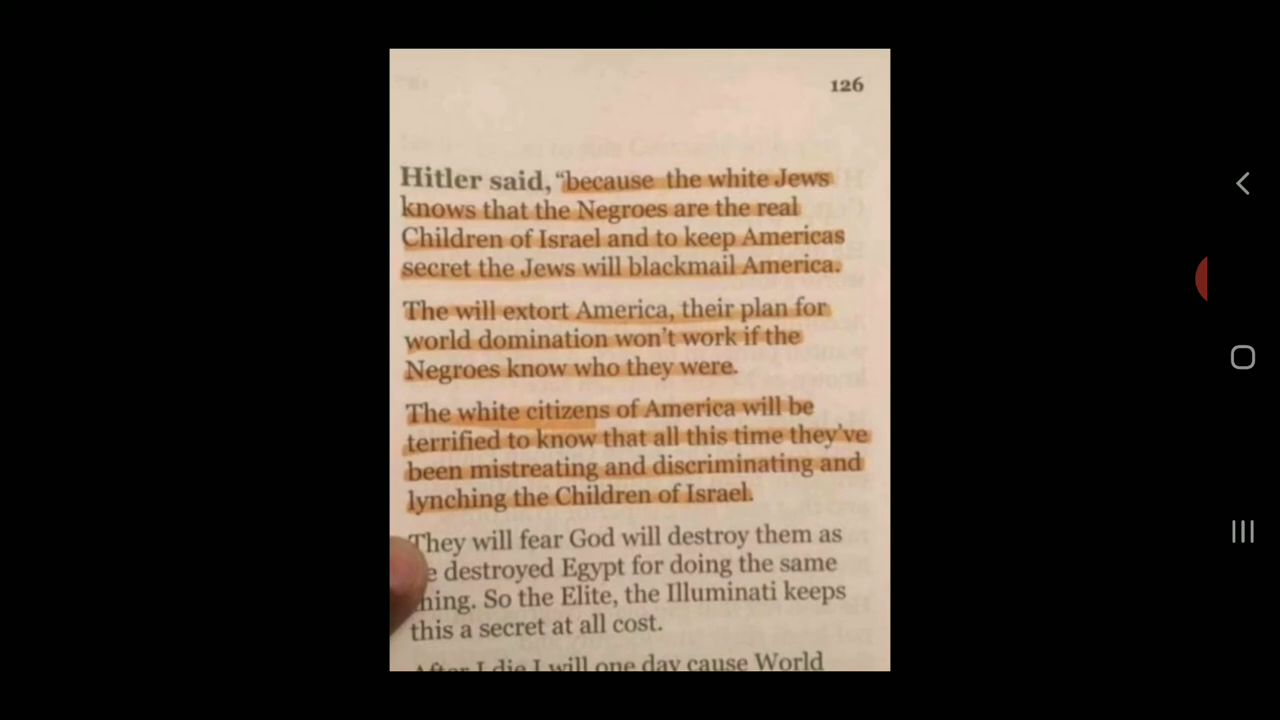 126
Hitler said, “because the white Jews
knows that the Negroes are the real
Children of Israel and to keep Americas
secret the Jews will blackmail America.
The will extort America, their plan for
world domination won’t work if the
Negroes know who they were.
The white citizens of America will be
terrified to know that all this time they’ve
been mistreating and discriminating and
lynching the Children of Israel.
They will fear God will destroy them as
e destroyed Egypt for doing the same
hing. So the Elite, the Illuminati keeps
this a secret at all cost.
After I die I will one day cause World